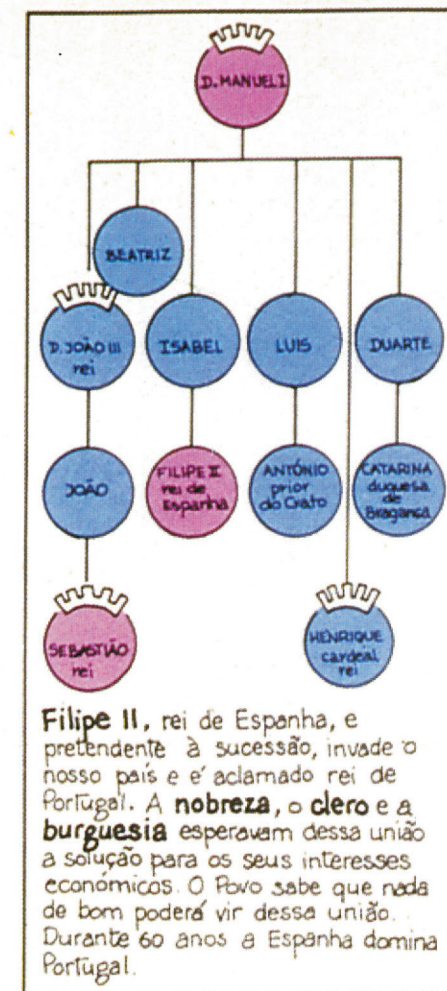 D. MANUEL I
BEATRIZ
D. JOÃO III
rei
ISABEL
LUIS
DUARTE
JOÃO
FILIPE II
rei de
Espanha
ANTÓNIO
prior
do Crato
CATARINA
duquesa
de
Bragança
SEBASTIÃO
rei
HENRIQUE
cardeal
rei
Filipe II, rei de Espanha, e
pretendente à sucessão, invade o
nosso país e é aclamado rei de
Portugal. A nobreza, o clero e a
burguesia esperavam dessa união
a solução para os seus interesses
económicos. O Povo sabe que nada
de bom poderá vir dessa união.
Durante 60 anos a Espanha domina
Portugal.